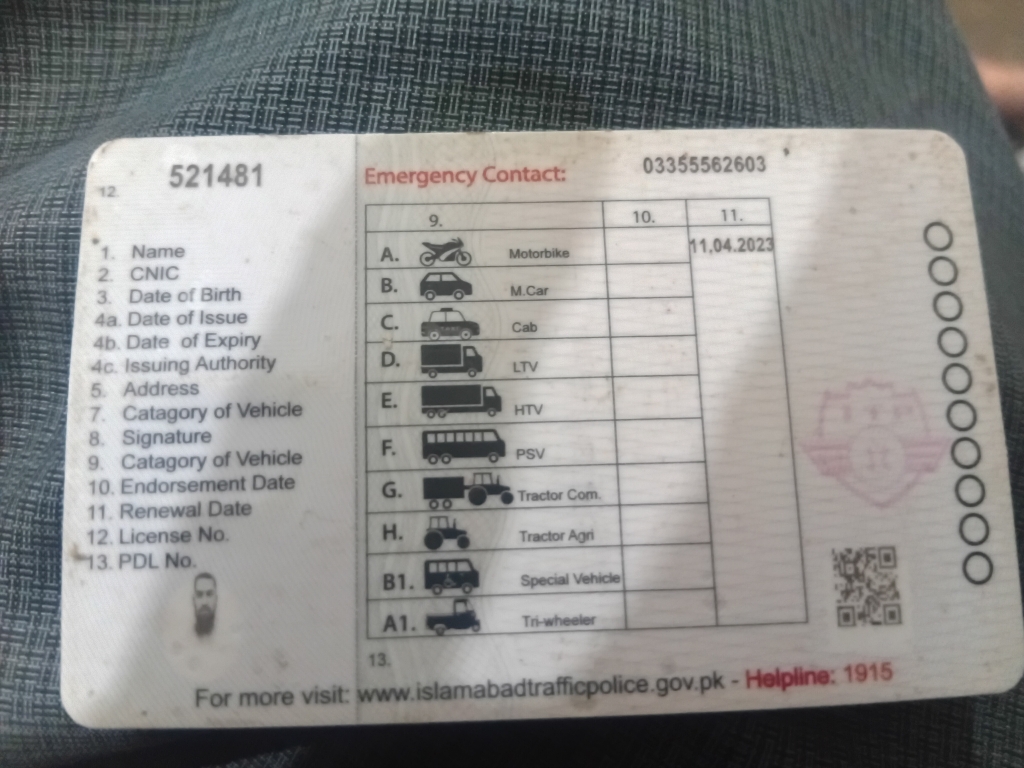 12. 521481
Emergency Contact: 03355562603
1. Name
2. CNIC
3. Date of Birth
4a. Date of Issue
4b. Date of Expiry
4c. Issuing Authority
5. Address
7. Catagory of Vehicle
8. Signature
9. Catagory of Vehicle
10. Endorsement Date
11. Renewal Date
12. License No.
13. PDL No.
9. 10. 11.
A. Motorbike 11.04.2023
B. M.Car
C. Cab
D. LTV
E. HTV
F. PSV
G. Tractor Com.
H. Tractor Agri
B1. Special Vehicle
A1. Tri-wheeler
13.
For more visit: www.islamabadtrafficpolice.gov.pk - Helpline: 1915